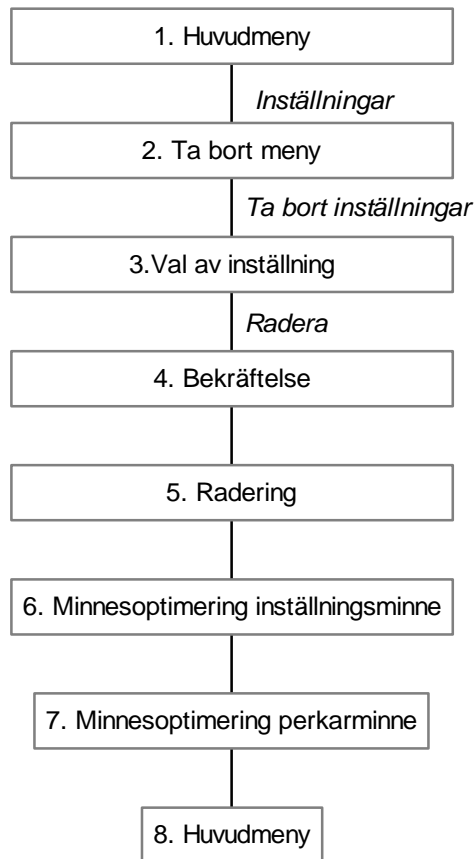 1. Huvudmeny
Inställningar
2. Ta bort meny
Ta bort inställningar
3.Val av inställning
Radera
4. Bekräftelse
5. Radering
6. Minnesoptimering inställningsminne
7. Minnesoptimering perkarminne
8. Huvudmeny